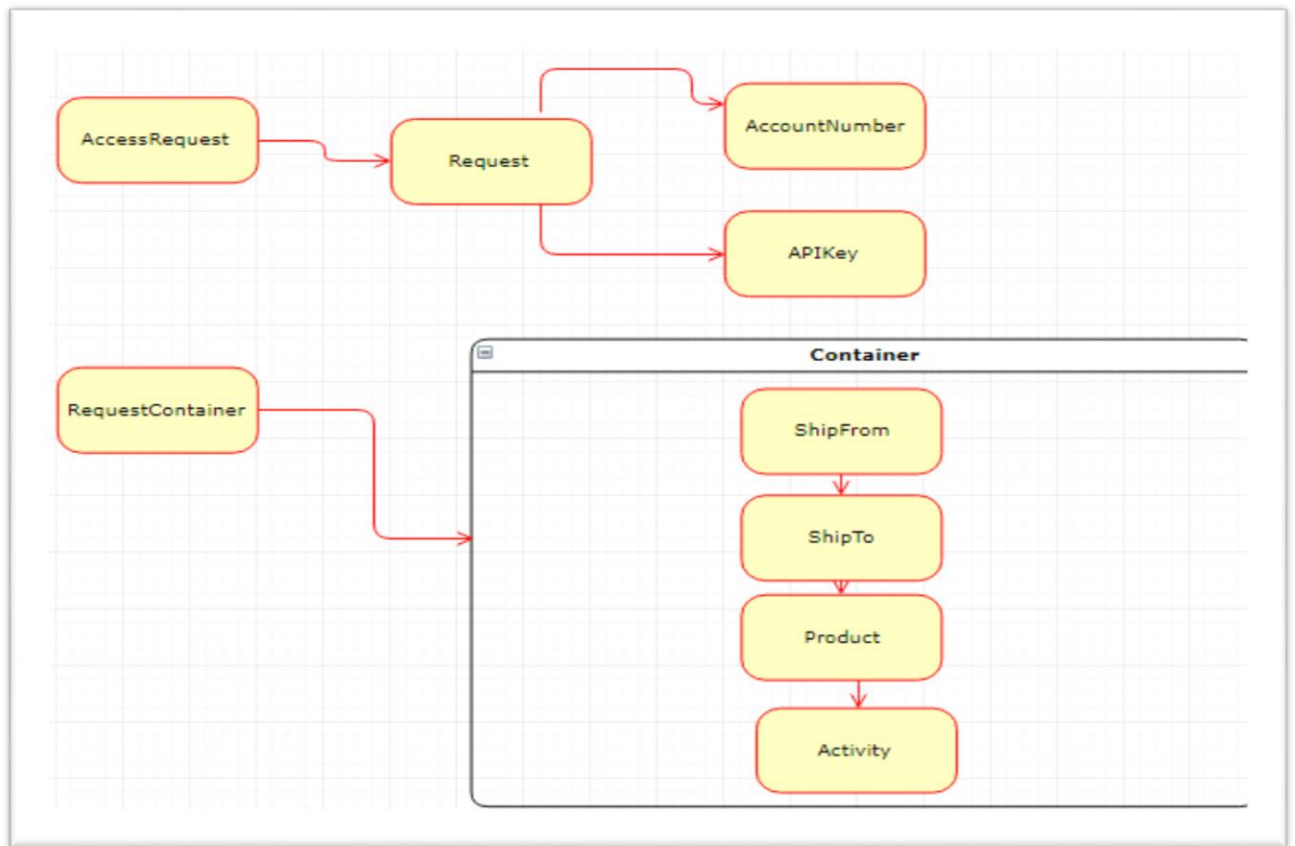 AccessRequest
Request
AccountNumber
APIKey
RequestContainer
Container
ShipFrom
ShipTo
Product
Activity